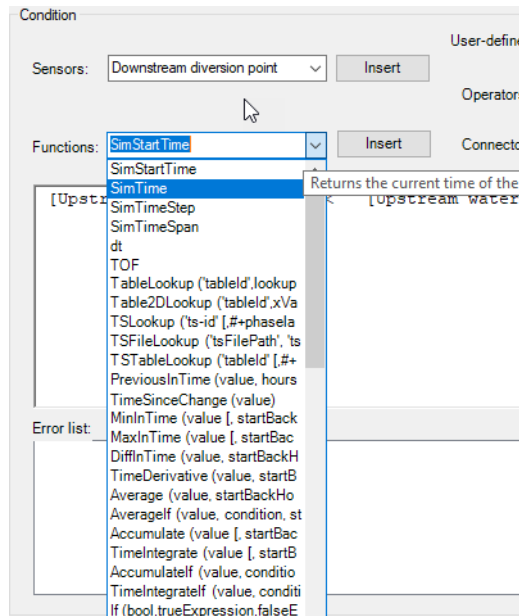 Condition
User-define
Sensors: Downstream diversion point Insert
Operators
Functions: SimStartTime Insert Connecto
SimStartTime
SimTime
Returns the current time of the
[Upstr < [Upstream water
SimTimeStep
SimTimeSpan
dt
TOF
TableLookup ('tableId',lookup
Table2DLookup ('tableId',xVa
TSLookup ('ts-id' [,#+phasela
TSFileLookup ('tsFilePath', 'ts
TSTableLookup ('tableId' [,#+
PreviousInTime (value, hours
TimeSinceChange (value)
MinInTime (value [, startBack
Error list:
MaxInTime (value [, startBac
DiffInTime (value, startBackH
TimeDerivative (value, startB
Average (value, startBackHo
AverageIf (value, condition, st
Accumulate (value [, startBac
TimeIntegrate (value [, startB
AccumulateIf (value, conditio
TimeIntegrateIf (value, conditi
If (bool,trueExpression,falseE